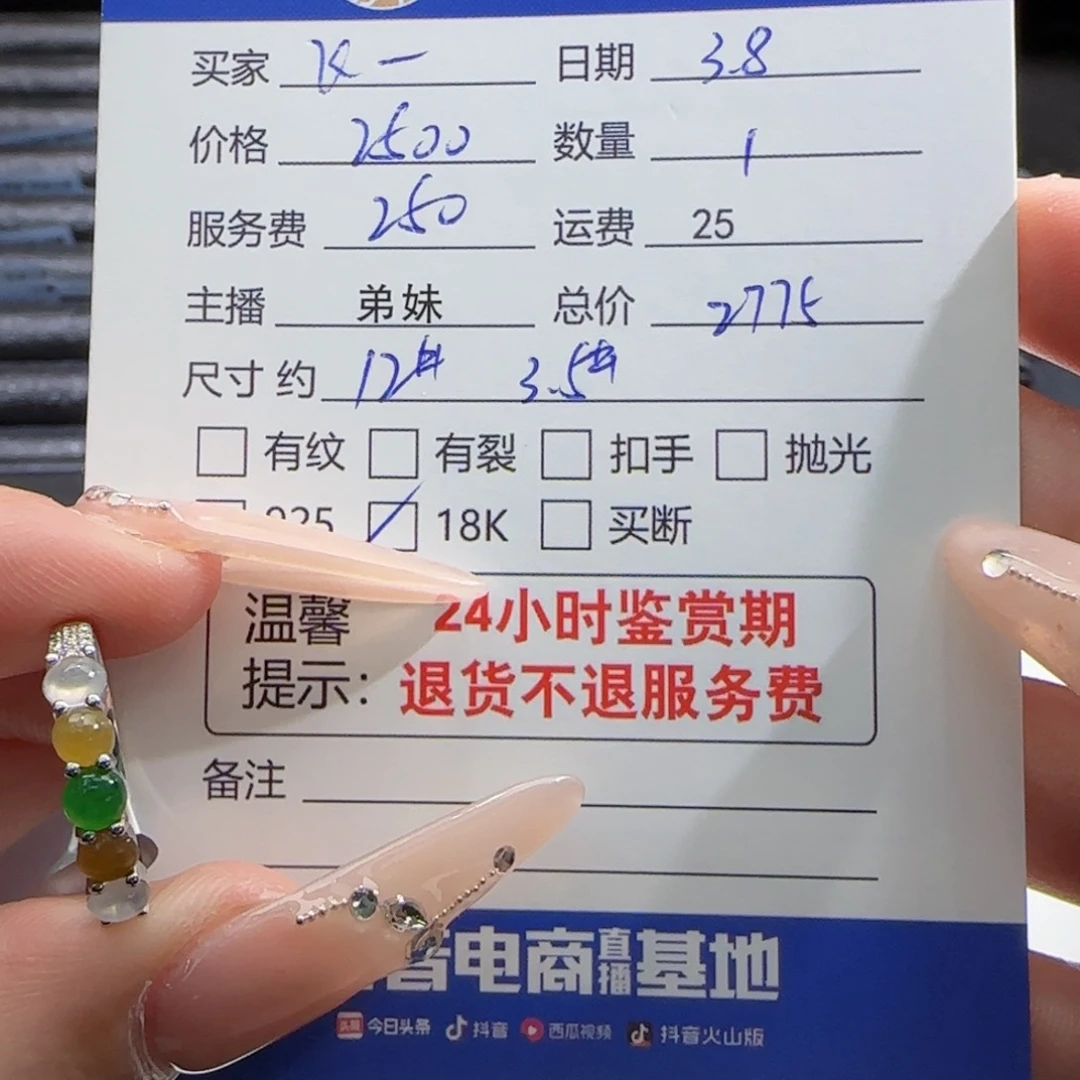 买家 日期 3.8
价格 2500 数量 1
服务费 250 运费 25
主播 弟妹 总价 2775
尺寸 约 12# 3.5#
有纹 有裂 扣手 抛光
925 18K 买断
温馨 24小时鉴赏期
提示: 退货不退服务费
备注
音电商直播基地
头条 今日头条 抖音 西瓜视频 抖音火山版